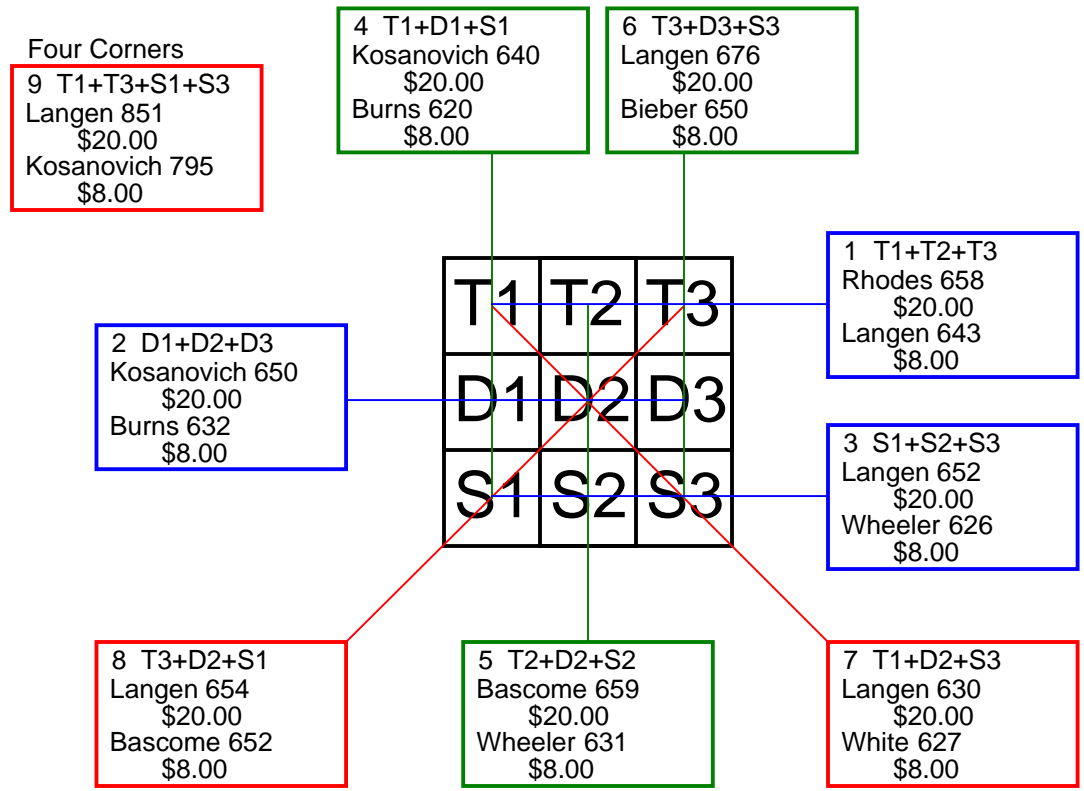 Four Corners
9 T1+T3+S1+S3
Langen 851
$20.00
Kosanovich 795
$8.00
4 T1+D1+S1
Kosanovich 640
$20.00
Burns 620
$8.00
6 T3+D3+S3
Langen 676
$20.00
Bieber 650
$8.00
1 T1+T2+T3
Rhodes 658
$20.00
Langen 643
$8.00
2 D1+D2+D3
Kosanovich 650
$20.00
Burns 632
$8.00
T1 T2 T3
D1 D2 D3
S1 S2 S3
3 S1+S2+S3
Langen 652
$20.00
Wheeler 626
$8.00
8 T3+D2+S1
Langen 654
$20.00
Bascome 652
$8.00
5 T2+D2+S2
Bascome 659
$20.00
Wheeler 631
$8.00
7 T1+D2+S3
Langen 630
$20.00
White 627
$8.00